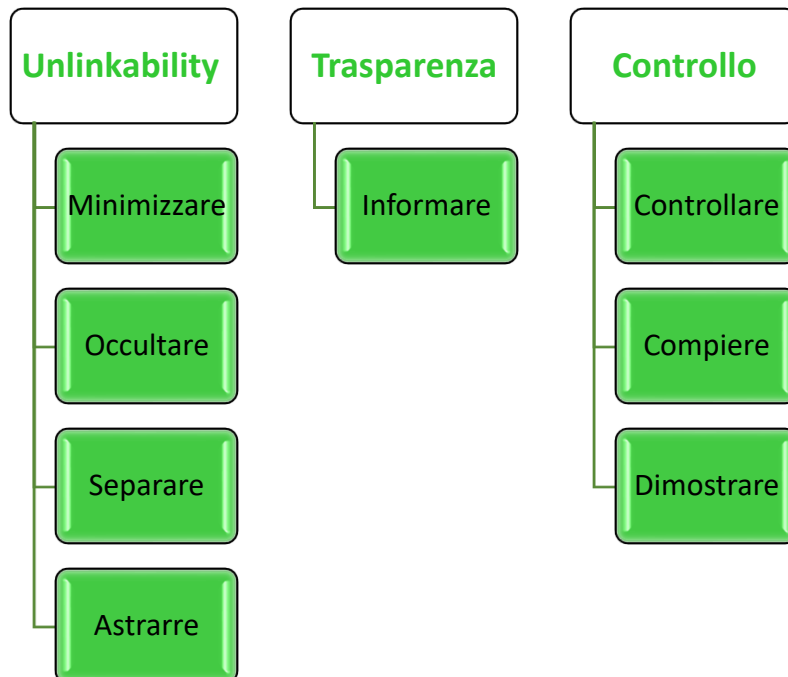 Unlinkability
Minimizzare
Occultare
Separare
Astrarre
Trasparenza
Informare
Controllo
Controllare
Compiere
Dimostrare